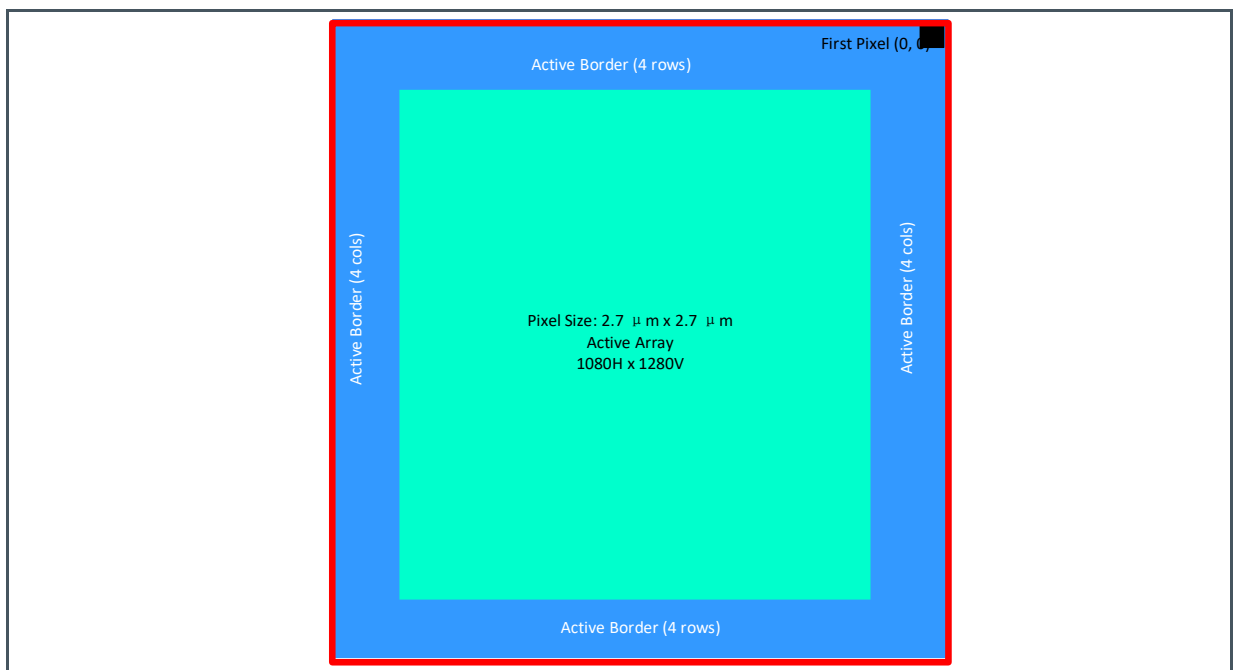 First Pixel (0, 0)
Active Border (4 rows)
Active Border (4 cols)
Active Border (4 cols)
Pixel Size: 2.7 μm x 2.7 μm
Active Array
1080H x 1280V
Active Border (4 rows)